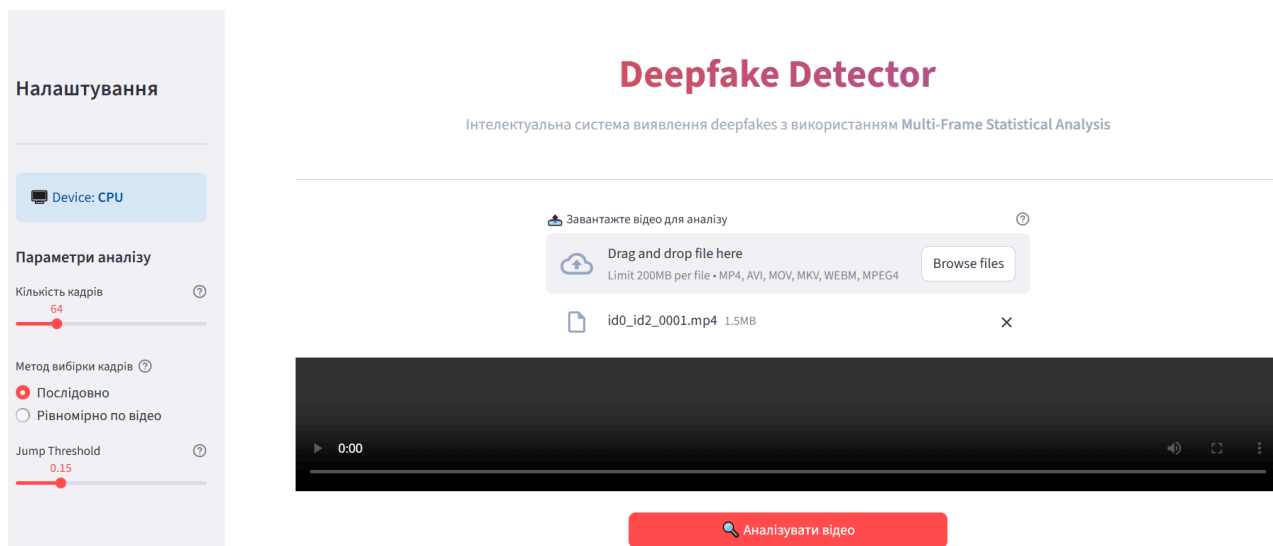 Налаштування
Device: CPU
Параметри аналізу
Кількість кадрів
64
Метод вибірки кадрів
Послідовно
Рівномірно по відео
Jump Threshold
0.15
Deepfake Detector
Інтелектуальна система виявлення deepfakes з використанням Multi-Frame Statistical Analysis
Завантажте відео для аналізу
Drag and drop file here
Limit 200MB per file • MP4, AVI, MOV, MKV, WEBM, MPEG4
Browse files
id0_id2_0001.mp4 1.5MB
0:00
Аналізувати відео